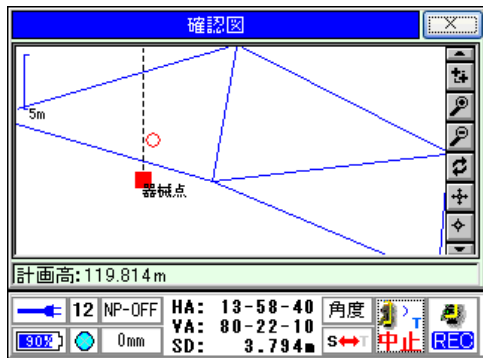 確認図
×
5m
器械点
計画高:119.814m
12 NP-OFF HA: 13-58-40 角度
VA: 80-22-10
90% 0mm SD: 3.794m S↔T 中止 REC
T